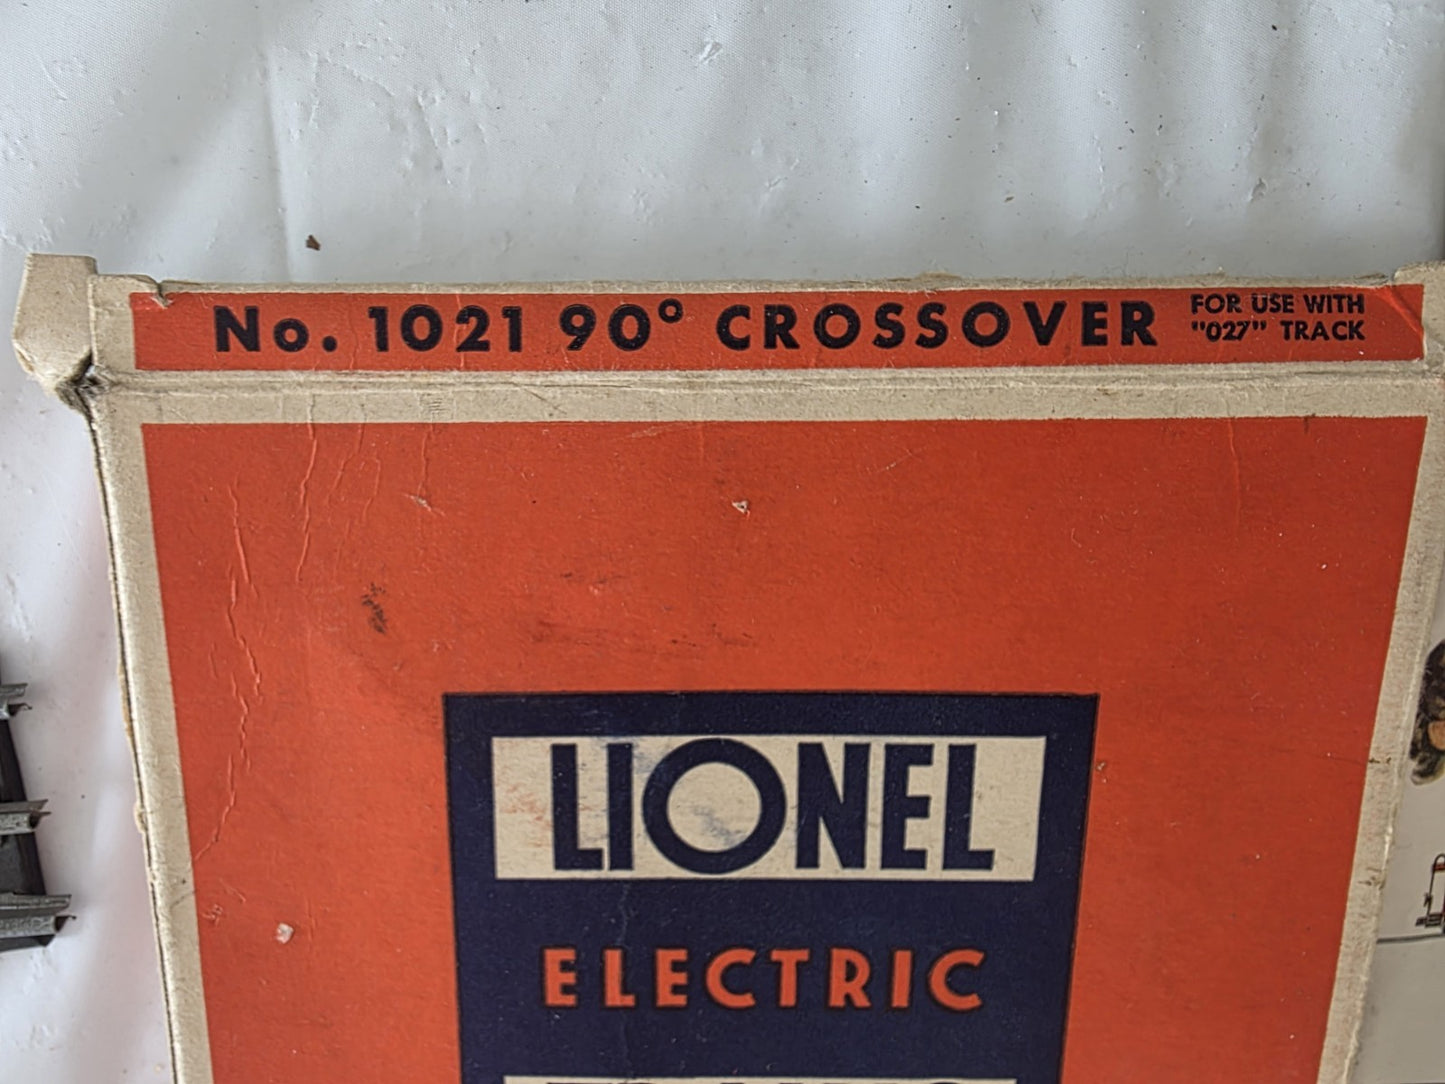 No. 1021 90° CROSSOVER
FOR USE WITH
"027" TRACK
LIONEL
ELECTRIC